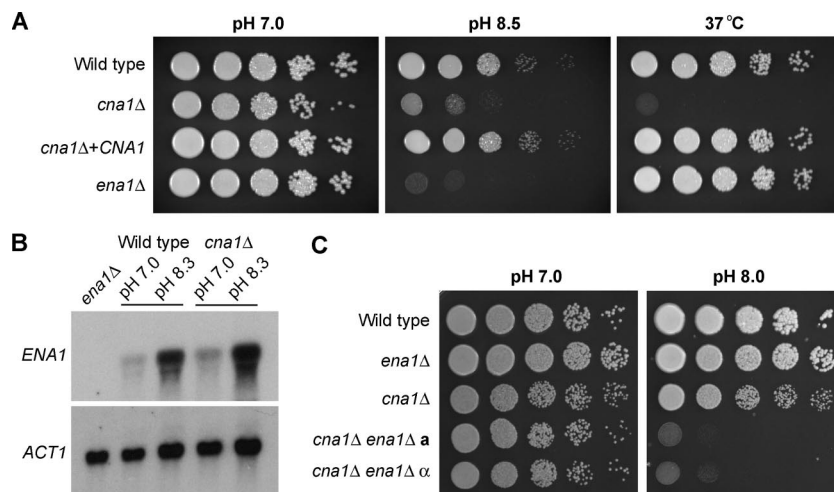 A
pH 7.0
pH 8.5
37 °C
Wild type
cna1Δ
cna1Δ+CNA1
ena1Δ
B
Wild type
cna1Δ
ena1Δ
pH 7.0
pH 8.3
pH 7.0
pH 8.3
ENA1
ACT1
C
pH 7.0
pH 8.0
Wild type
ena1Δ
cna1Δ
cna1Δ ena1Δ a
cna1Δ ena1Δ α